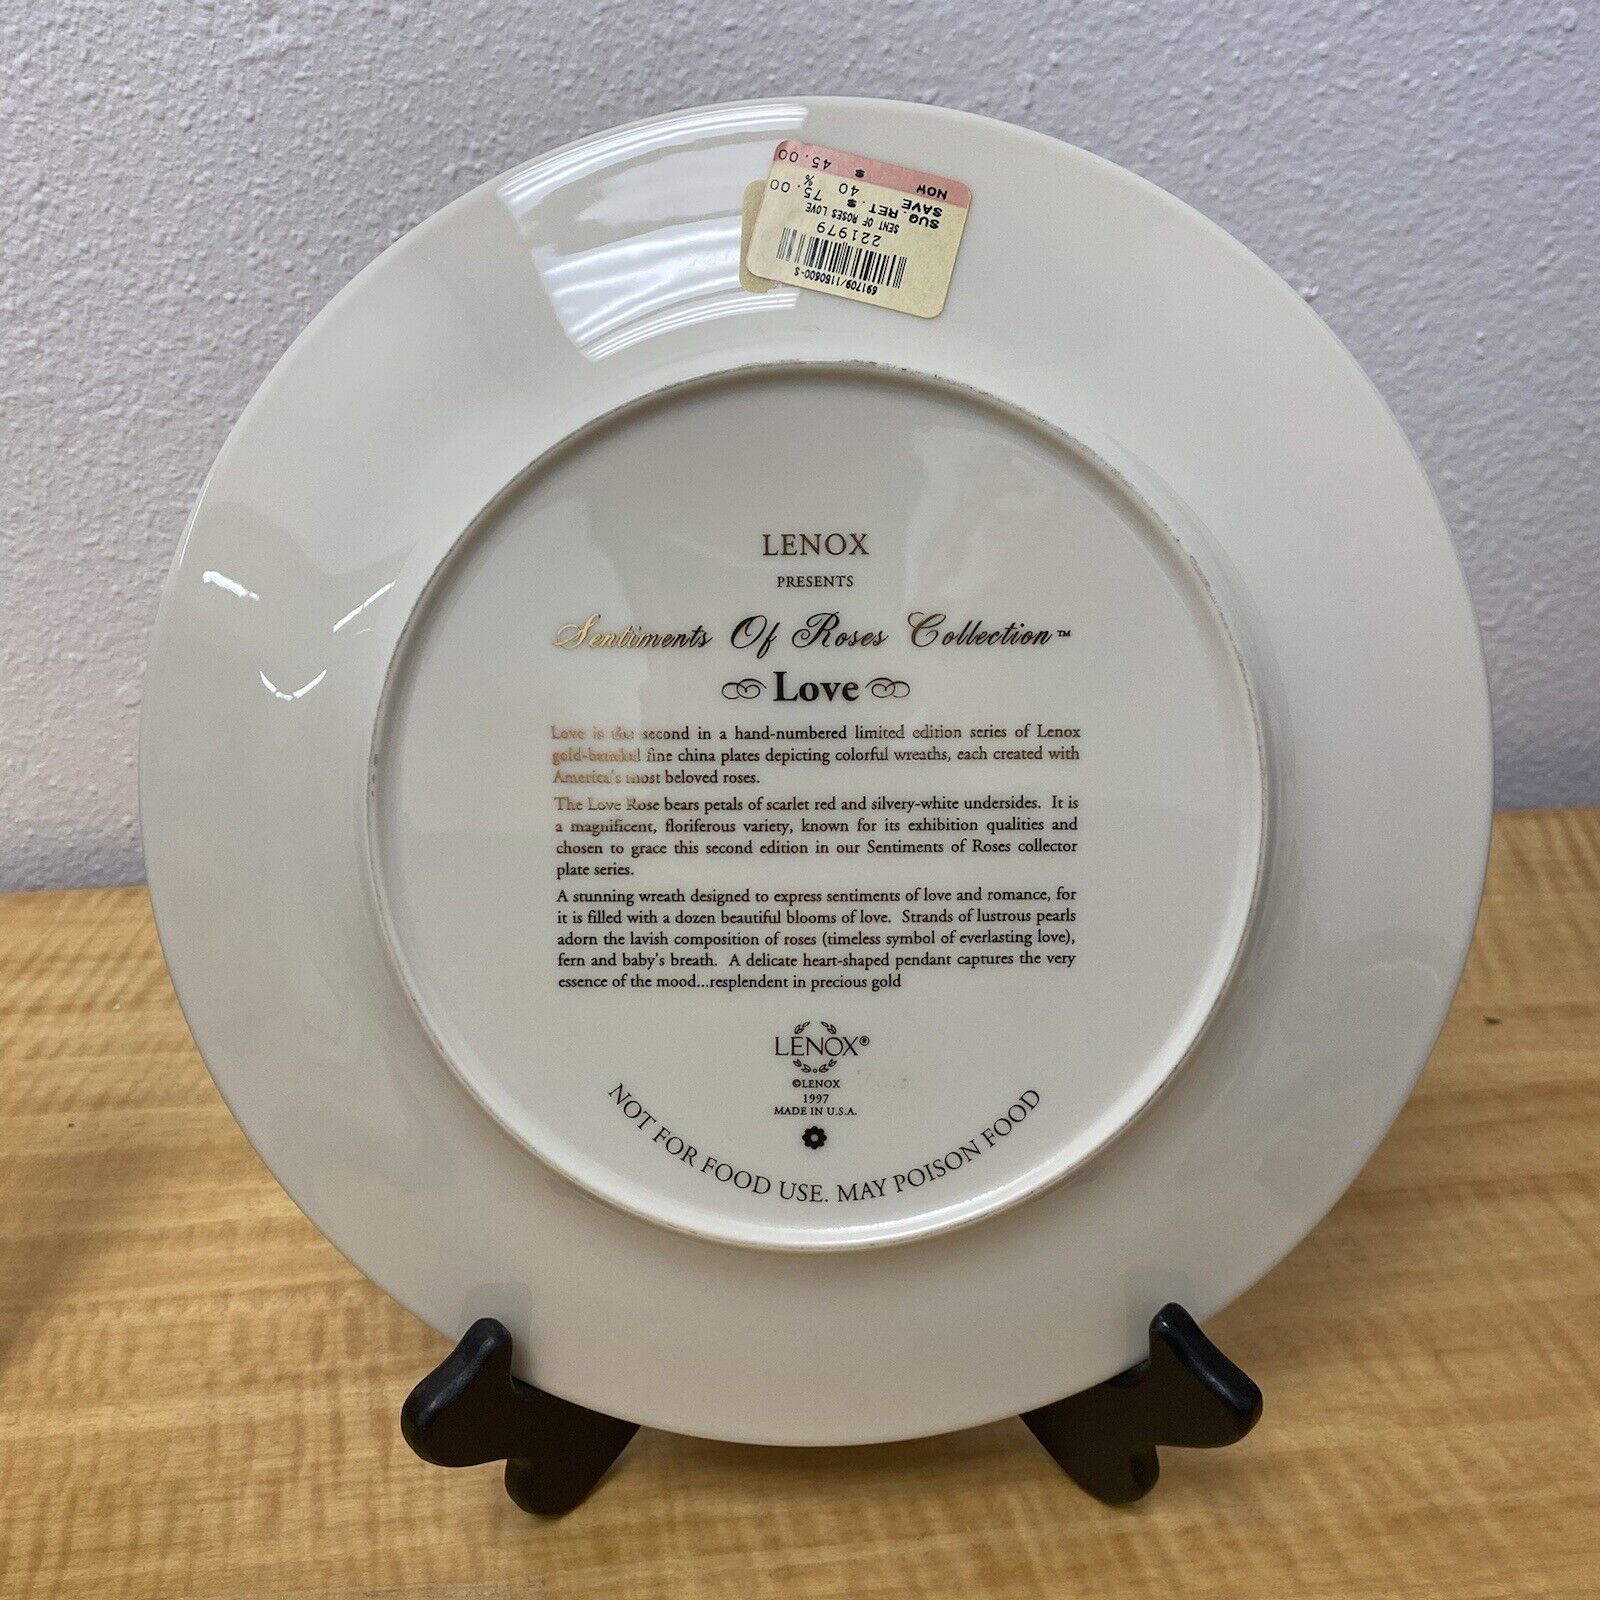 691709/1150600-S
221979
SENT OF ROSES LOVE
SUG. RET. $ 75.00
SAVE 40 %
NOW $ 45.00
LENOX
PRESENTS
Sentiments Of Roses Collection™
Love
Love is the second in a hand-numbered limited edition series of Lenox
gold-banded fine china plates depicting colorful wreaths, each created with
America's most beloved roses.
The Love Rose bears petals of scarlet red and silvery-white undersides. It is
a magnificent, floriferous variety, known for its exhibition qualities and
chosen to grace this second edition in our Sentiments of Roses collector
plate series.
A stunning wreath designed to express sentiments of love and romance, for
it is filled with a dozen beautiful blooms of love. Strands of lustrous pearls
adorn the lavish composition of roses (timeless symbol of everlasting love),
fern and baby's breath. A delicate heart-shaped pendant captures the very
essence of the mood...resplendent in precious gold
LENOX®
©LENOX
1997
MADE IN U.S.A.
NOT FOR FOOD USE. MAY POISON FOOD